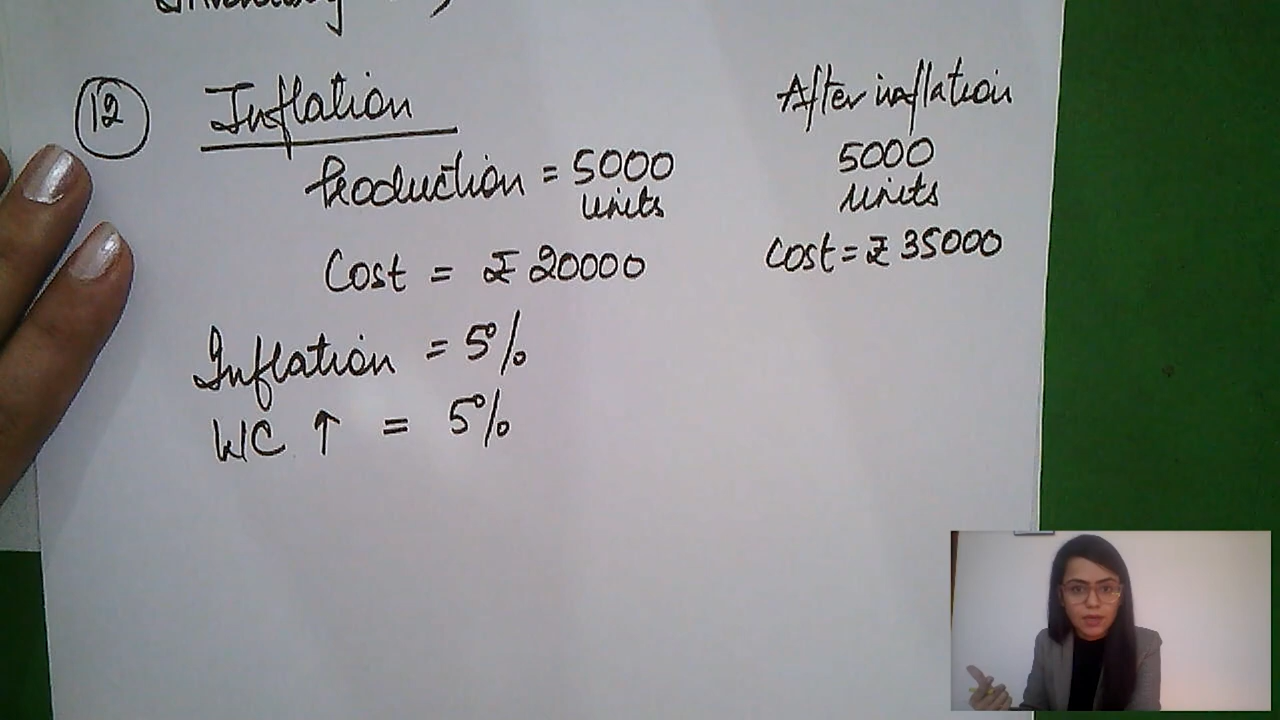 12 Inflation
Production = 5000
units
Cost = ₹ 20000
Inflation = 5%
WC ↑ = 5%
After inflation
5000
units
Cost = ₹ 35000